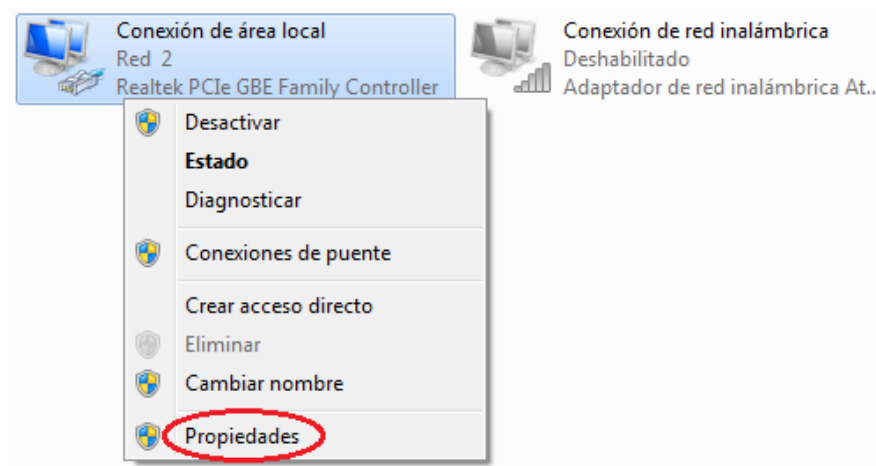 Conexión de área local
Red 2
Realtek PCIe GBE Family Controller
Conexión de red inalámbrica
Deshabilitado
Adaptador de red inalámbrica At..
Desactivar
Estado
Diagnosticar
Conexiones de puente
Crear acceso directo
Eliminar
Cambiar nombre
Propiedades